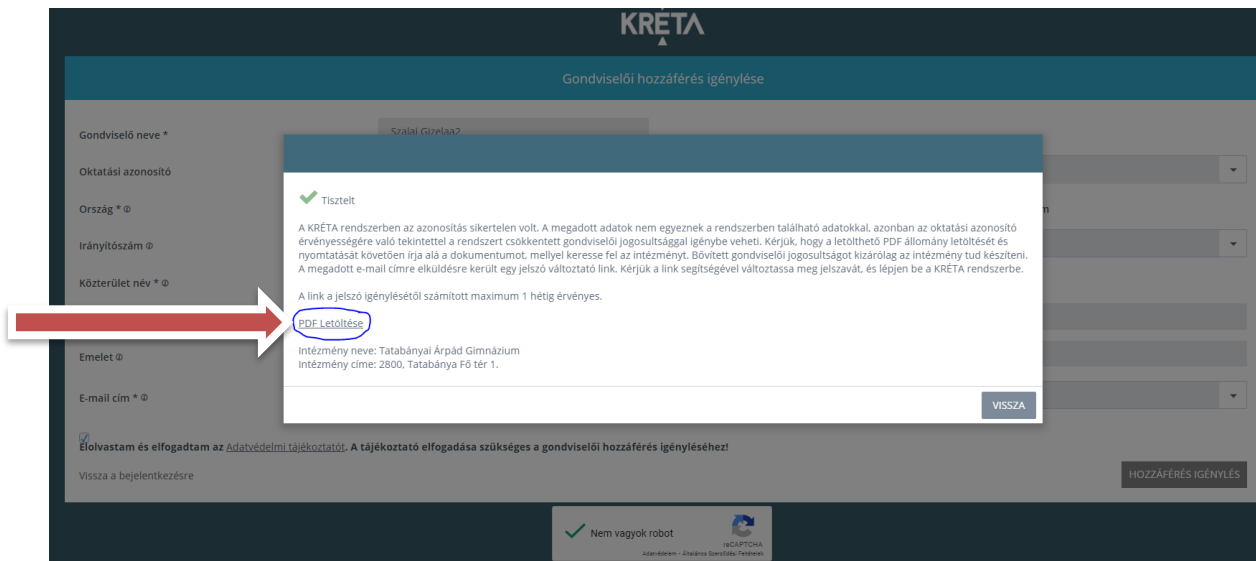 KRÉTA
Gondviselői hozzáférés igénylése
Gondviselő neve *
Szalai Gizelaa2
Oktatási azonosító
Ország *
Irányítószám
Közterület név *
Emelet
E-mail cím *
Tisztelt
A KRÉTA rendszerben az azonosítás sikertelen volt. A megadott adatok nem egyeznek a rendszerben található adatokkal, azonban az oktatási azonosító
érvényességére való tekintettel a rendszert csökkentett gondviselői jogosultsággal igénybe veheti. Kérjük, hogy a letölthető PDF állomány letöltését és
nyomtatását követően írja alá a dokumentumot, mellyel keresse fel az intézményt. Bővített gondviselői jogosultságot kizárólag az intézmény tud készíteni.
A megadott e-mail címre elküldésre került egy jelszó változtató link. Kérjük a link segítségével változtassa meg jelszavát, és lépjen be a KRÉTA rendszerbe.
A link a jelszó igénylésétől számított maximum 1 hétig érvényes.
PDF Letöltése
Intézmény neve: Tatabányai Árpád Gimnázium
Intézmény címe: 2800, Tatabánya Fő tér 1.
VISSZA
Elolvastam és elfogadtam az Adatvédelmi tájékoztatót. A tájékoztató elfogadása szükséges a gondviselői hozzáférés igényléséhez!
Vissza a bejelentkezésre
HOZZÁFÉRÉS IGÉNYLÉS
Nem vagyok robot
reCAPTCHA
Adatvédelem - Általános Szerződési Feltételek